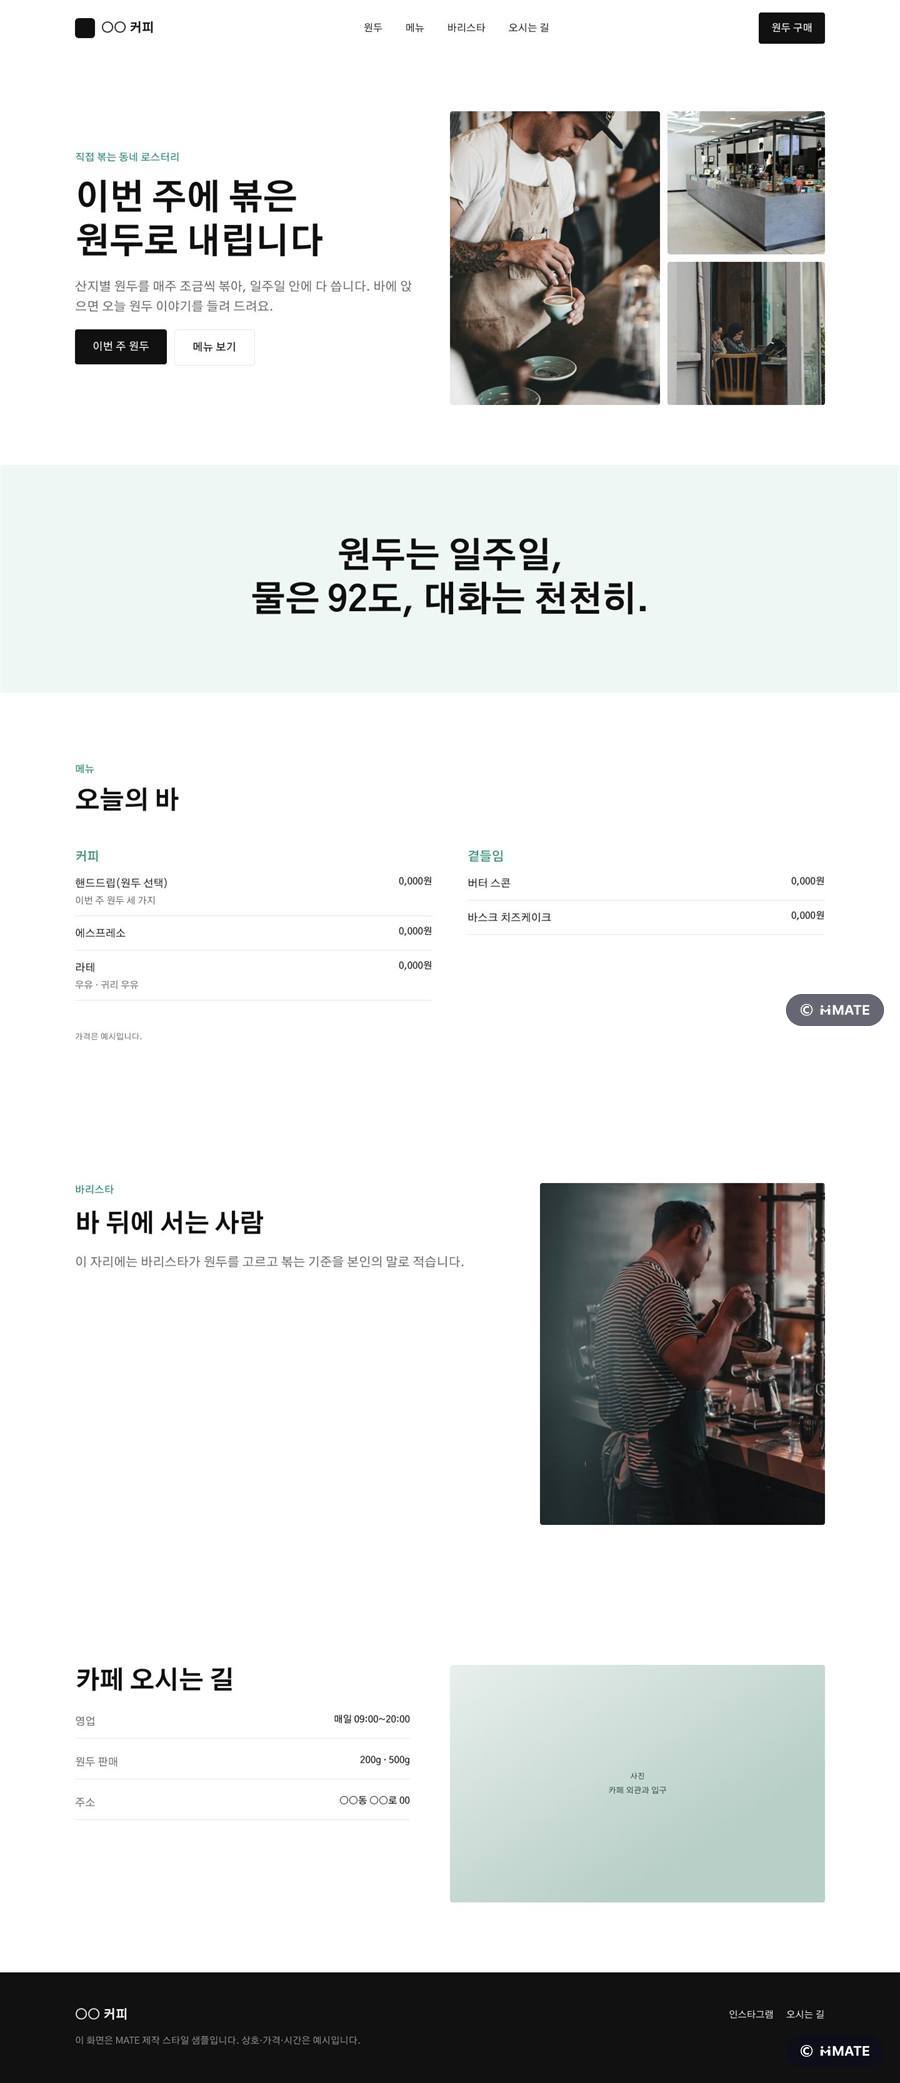 ○○ 커피
원두 메뉴 바리스타 오시는 길
원두 구매
직접 볶는 동네 로스터리
이번 주에 볶은
원두로 내립니다
산지별 원두를 매주 조금씩 볶아, 일주일 안에 다 씁니다. 바에 앉
으면 오늘 원두 이야기를 들려 드려요.
이번 주 원두 메뉴 보기
원두는 일주일,
물은 92도, 대화는 천천히.
메뉴
오늘의 바
커피
핸드드립(원두 선택) 0,000원
이번 주 원두 세 가지
에스프레소 0,000원
라테 0,000원
우유 · 귀리 우유
곁들임
버터 스콘 0,000원
바스크 치즈케이크 0,000원
© MATE
가격은 예시입니다.
바리스타
바 뒤에 서는 사람
이 자리에는 바리스타가 원두를 고르고 볶는 기준을 본인의 말로 적습니다.
카페 오시는 길
영업 매일 09:00~20:00
원두 판매 200g · 500g
주소 ○○동 ○○로 00
사진
카페 외관과 입구
○○ 커피
인스타그램 오시는 길
이 화면은 MATE 제작 스타일 샘플입니다. 상호·가격·시간은 예시입니다.
© MATE